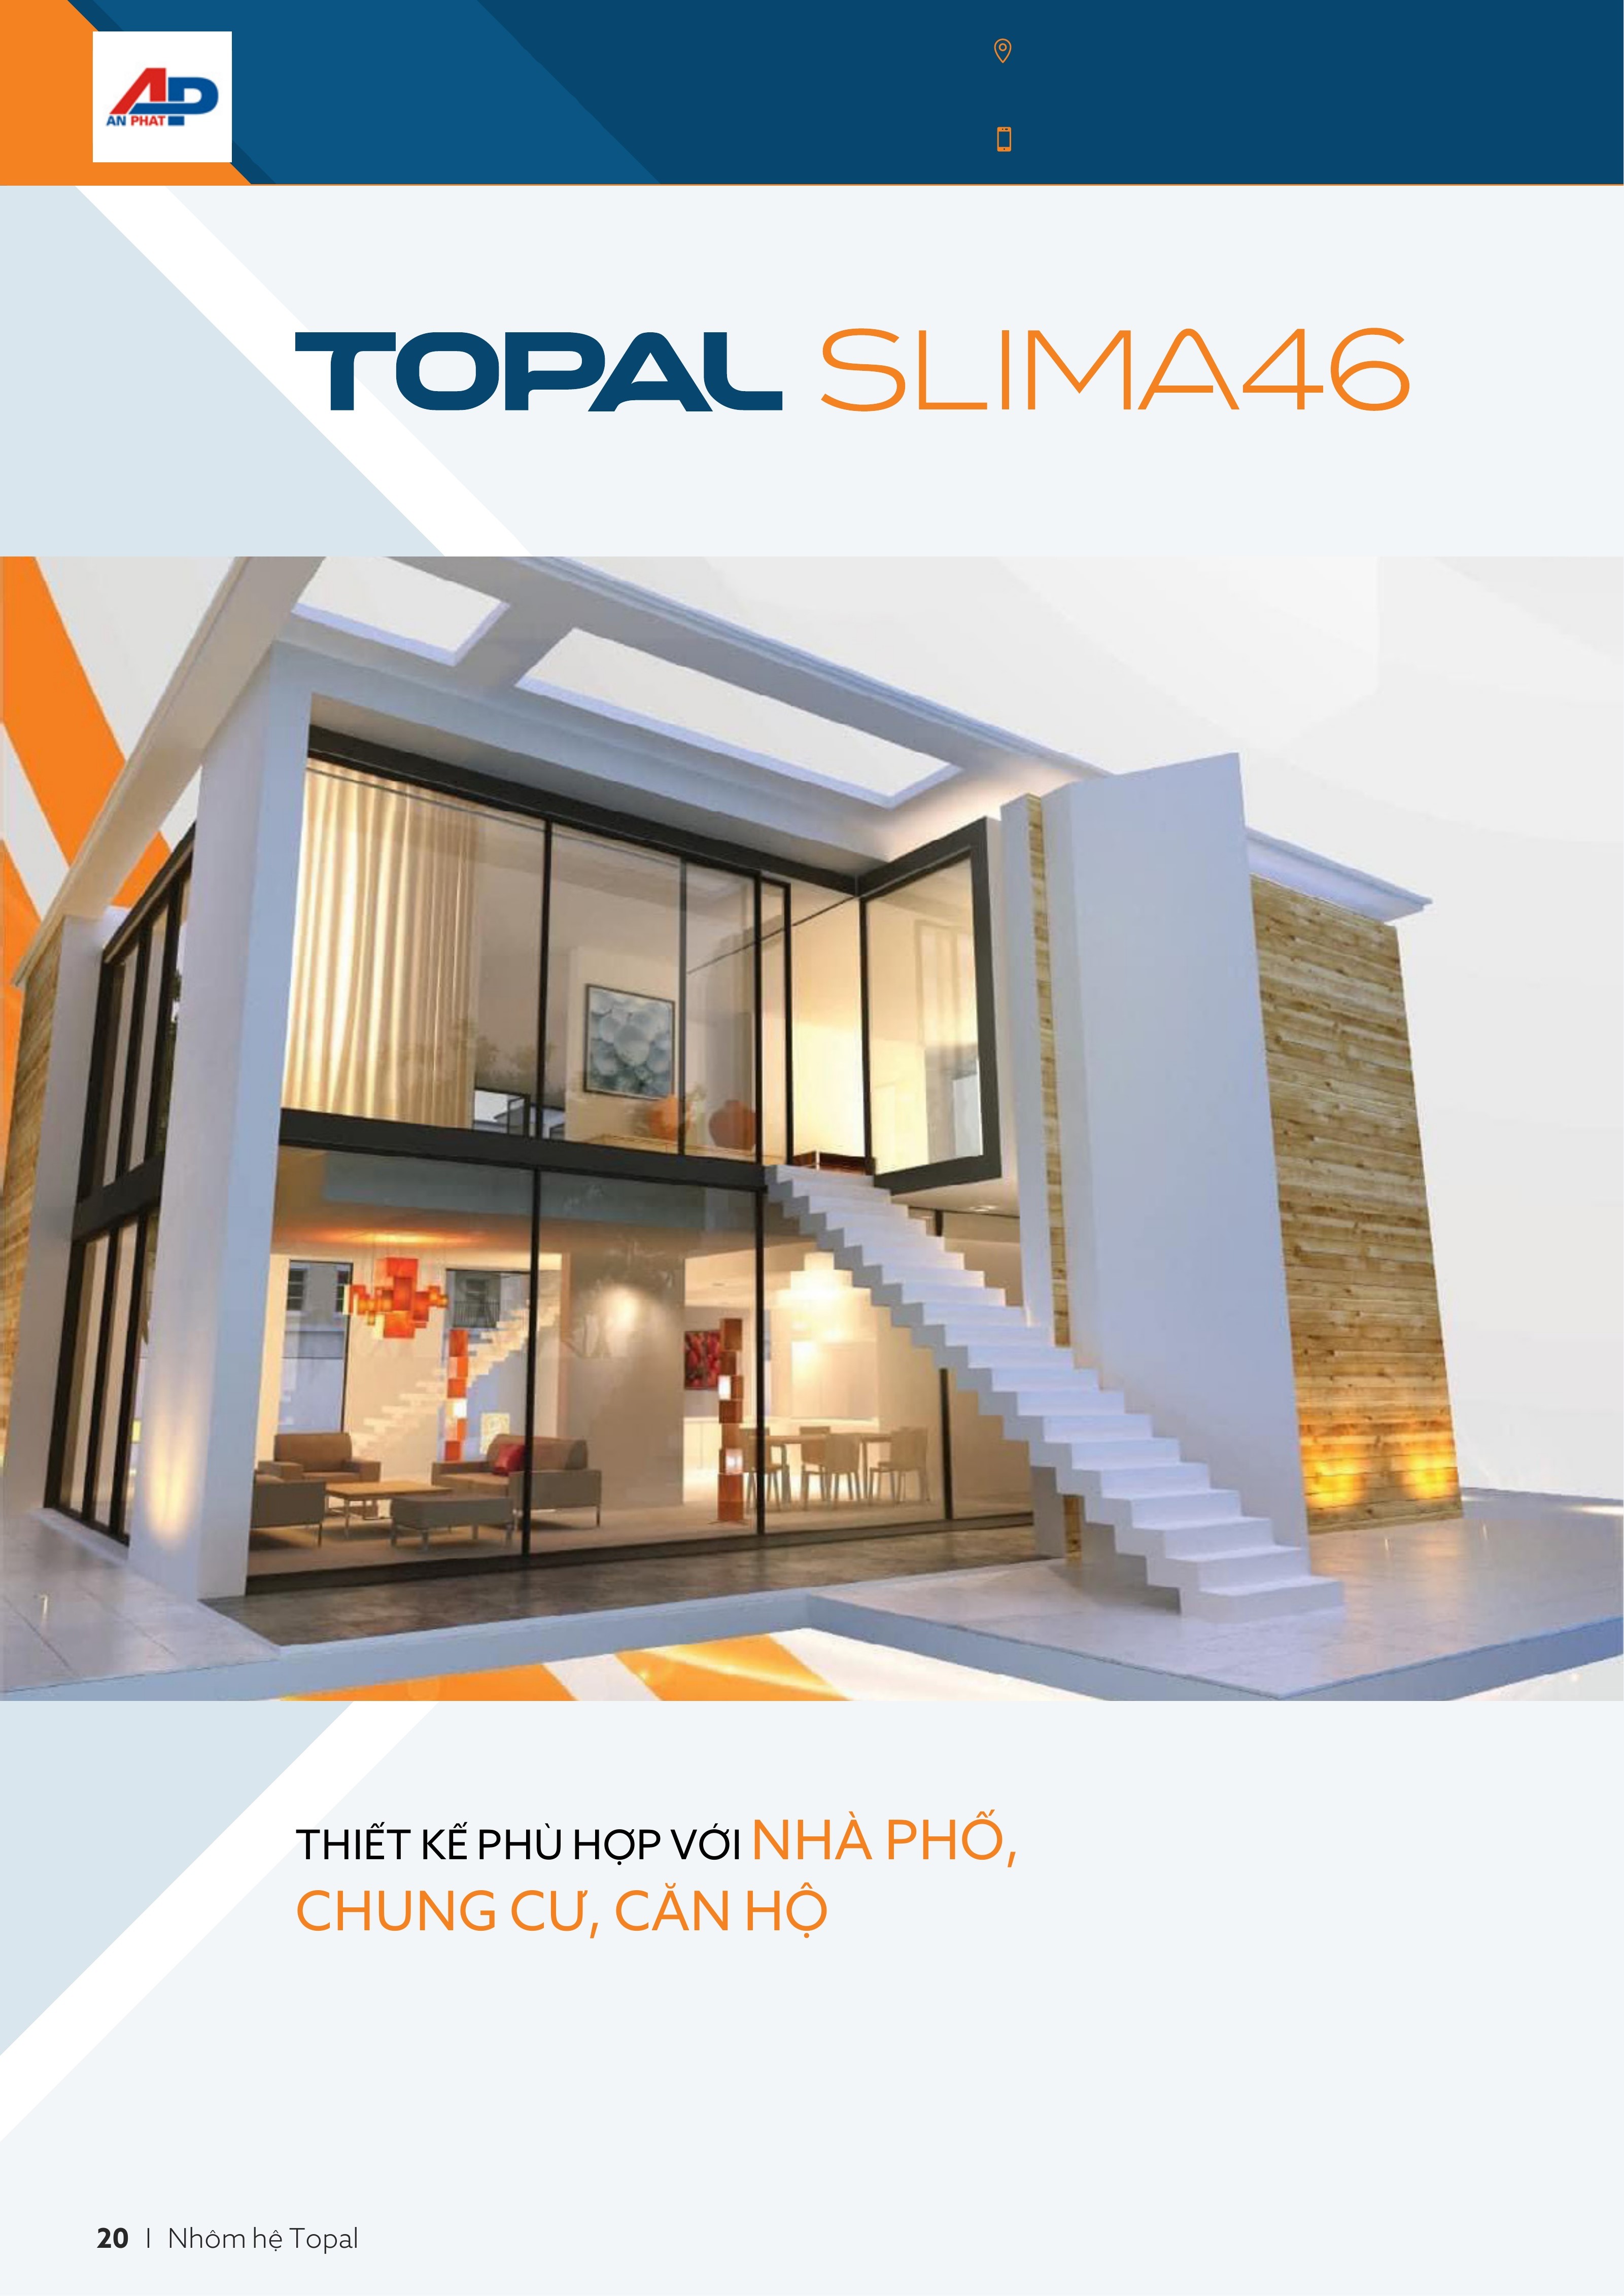 AN PHAT
TOPAL SLIMA46
THIẾT KẾ PHÙ HỢP VỚI NHÀ PHỐ,
CHUNG CƯ, CĂN HỘ
20 I Nhôm hệ Topal